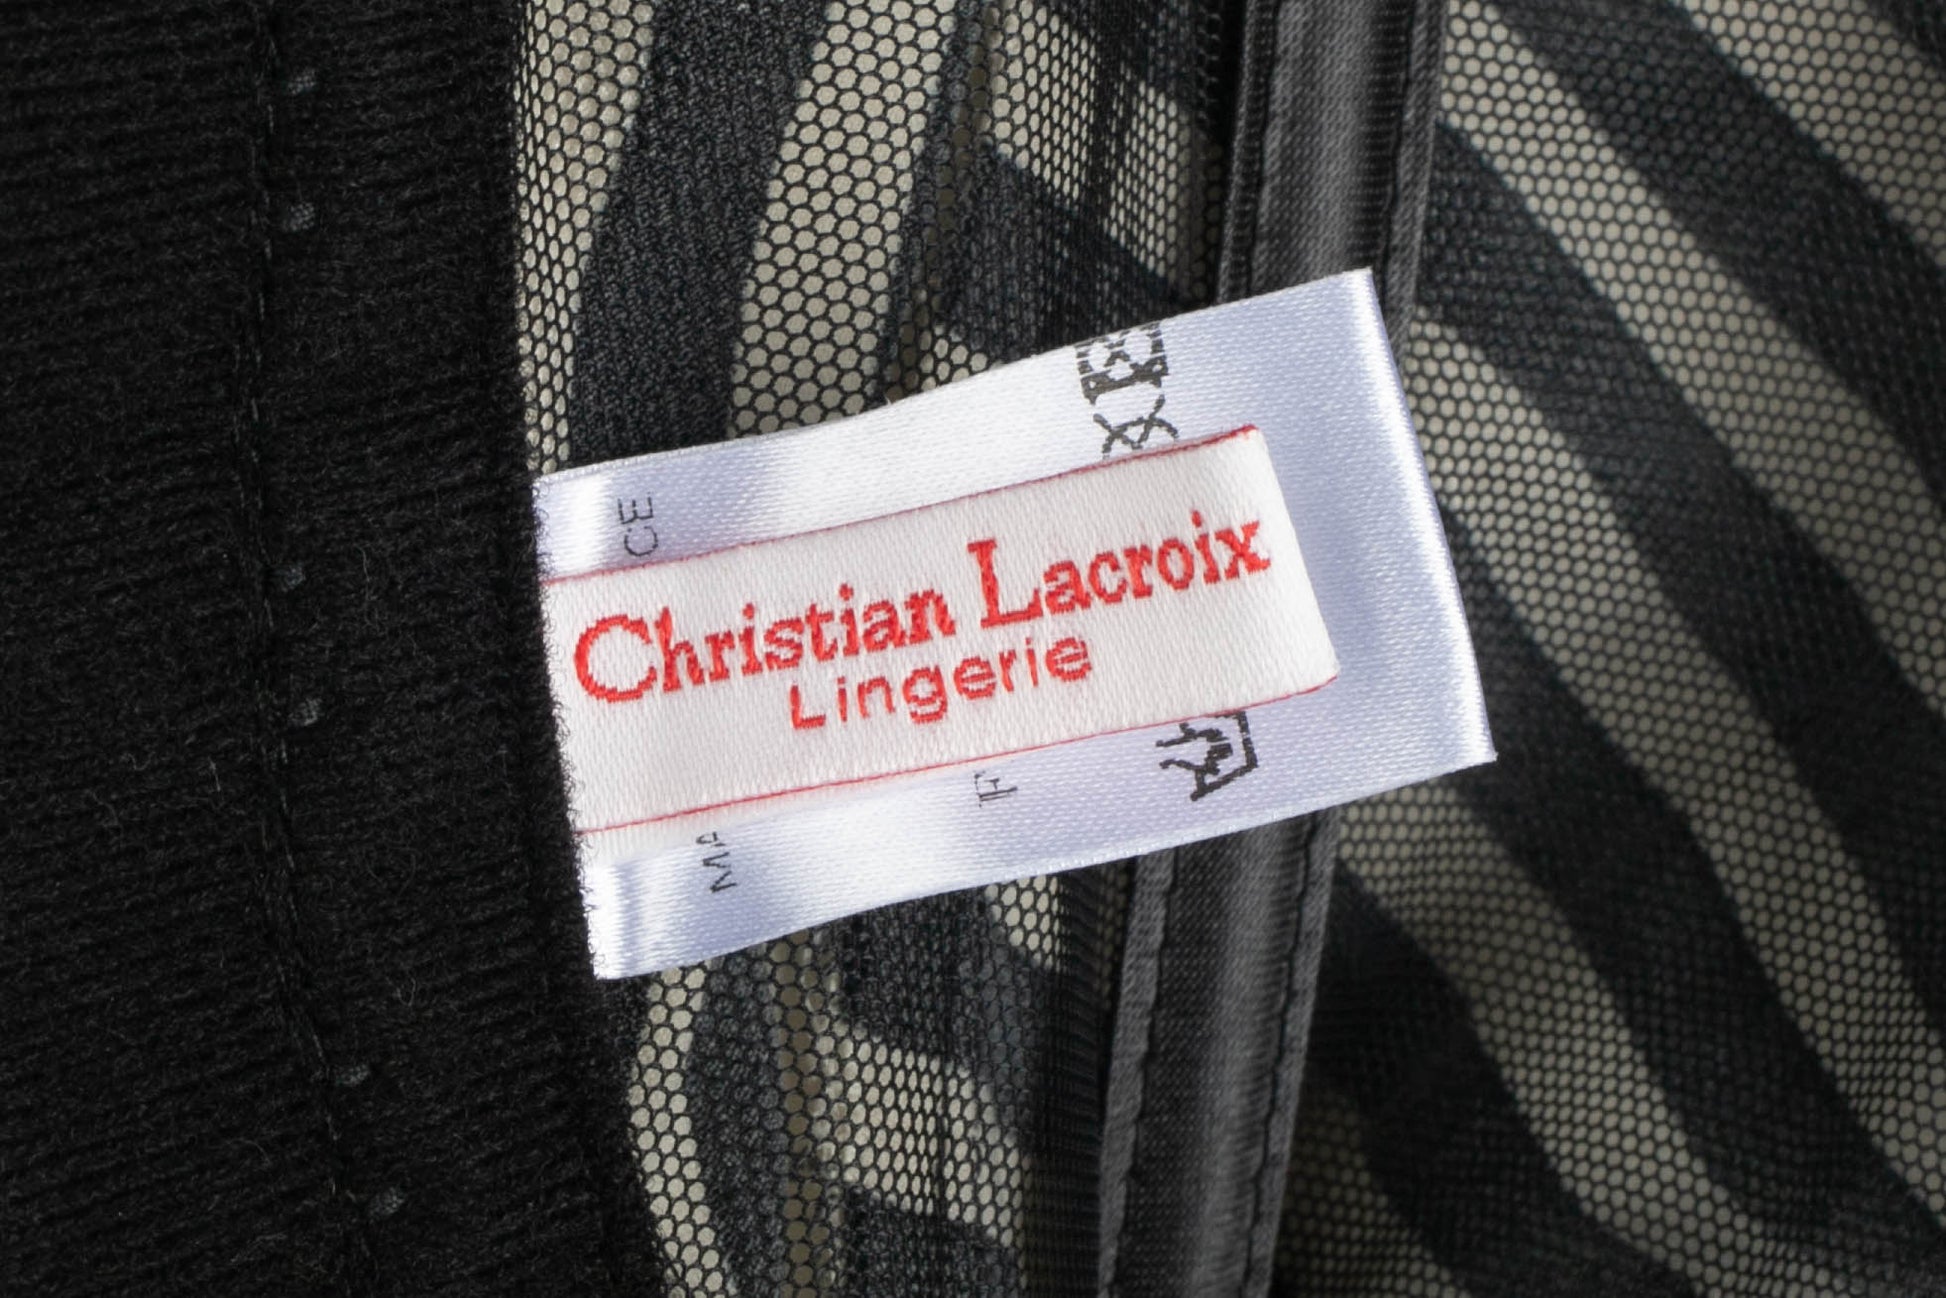 Christian Lacroix
Lingerie
F